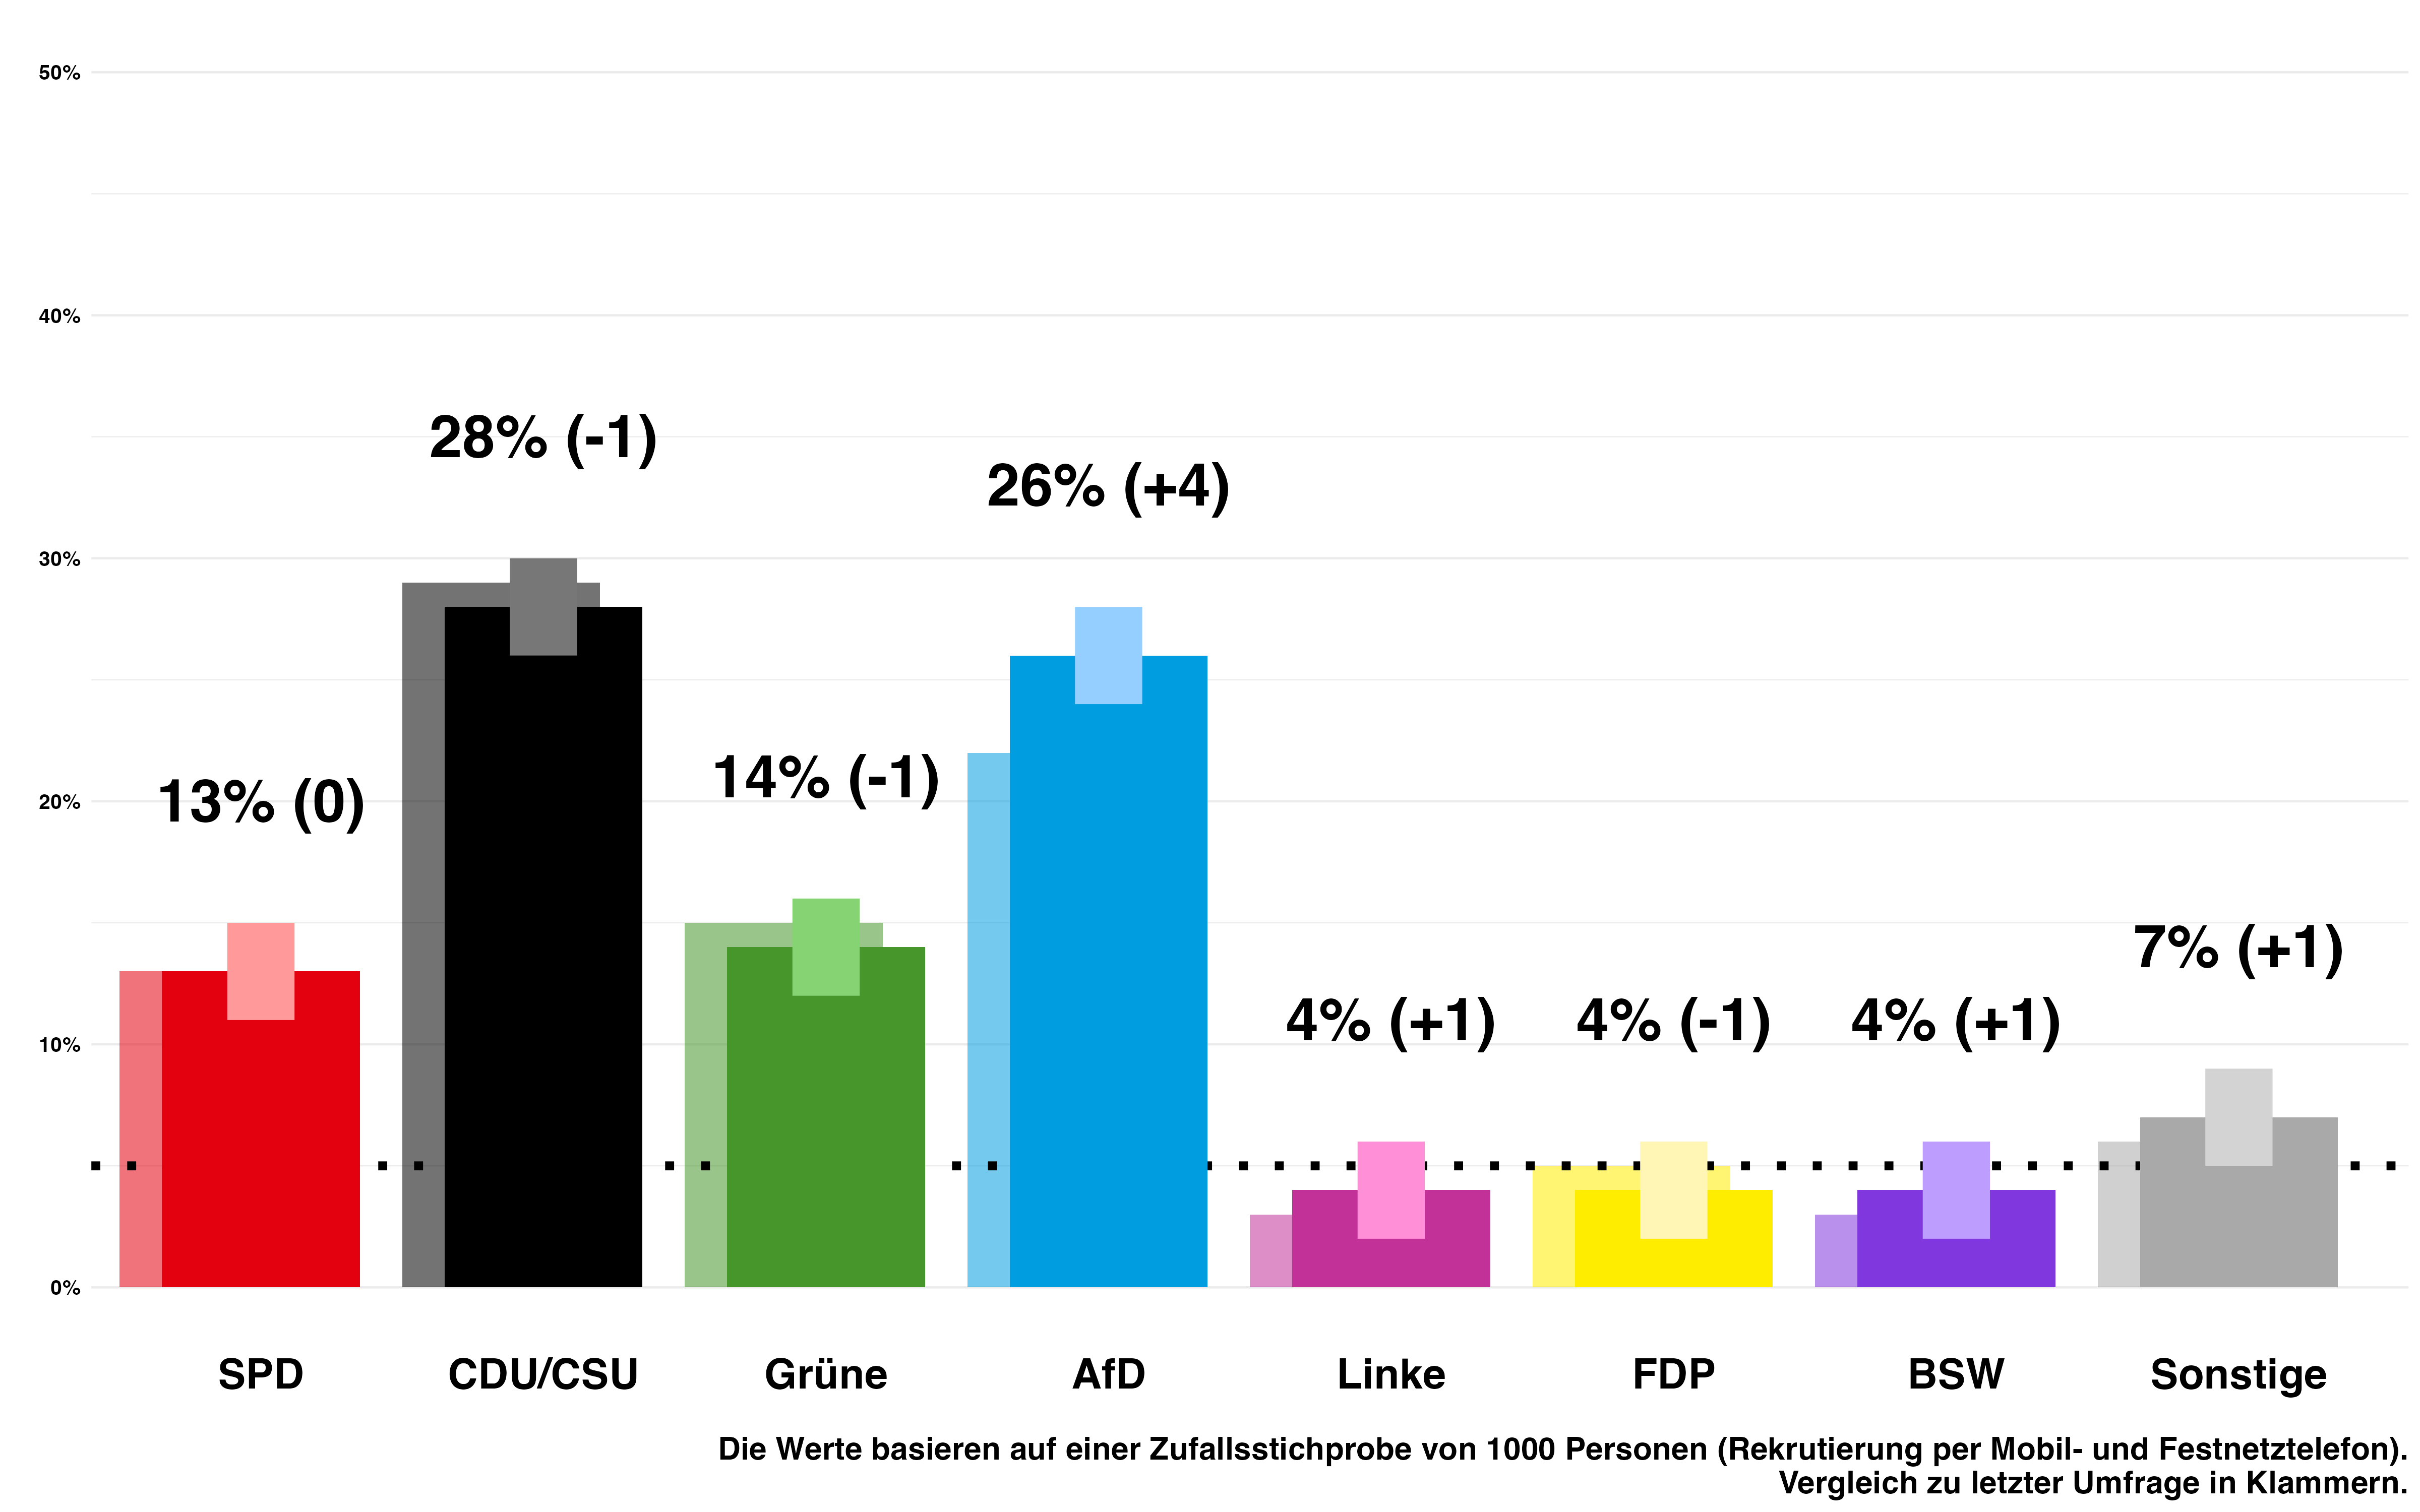 50%
40%
30%
20%
10%
0%
13% (0)
28% (-1)
14% (-1)
26% (+4)
4% (+1)
4% (-1)
4% (+1)
7% (+1)
SPD
CDU/CSU
Grüne
AfD
Linke
FDP
BSW
Sonstige
Die Werte basieren auf einer Zufallsstichprobe von 1000 Personen (Rekrutierung per Mobil- und Festnetztelefon).
Vergleich zu letzter Umfrage in Klammern.